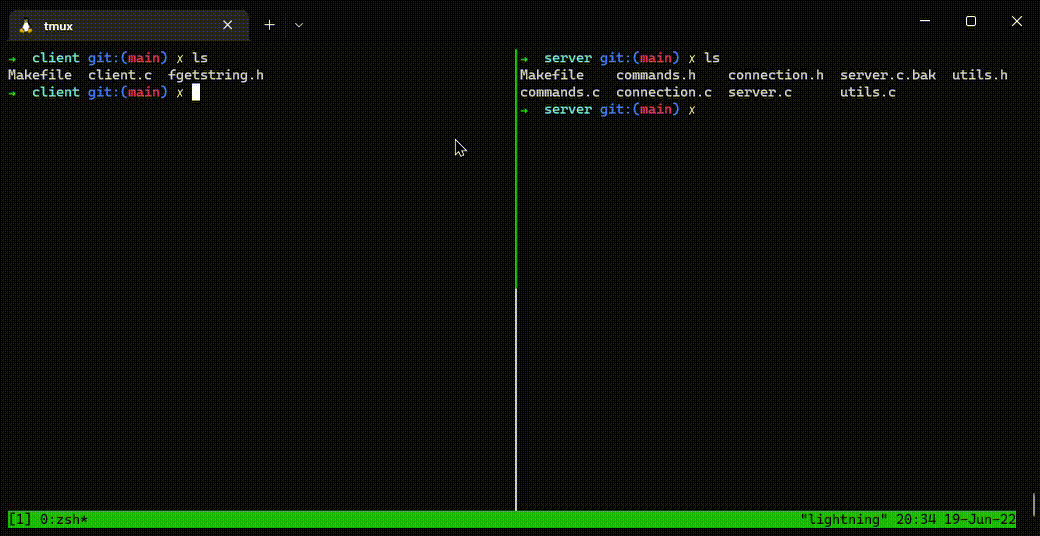 tmux
→ client git:(main) ✗ ls
Makefile client.c fgetstring.h
→ client git:(main) ✗
→ server git:(main) ✗ ls
Makefile commands.h connection.h server.c.bak utils.h
commands.c connection.c server.c utils.c
→ server git:(main) ✗
[1] 0:zsh* "lightning" 20:34 19-Jun-22